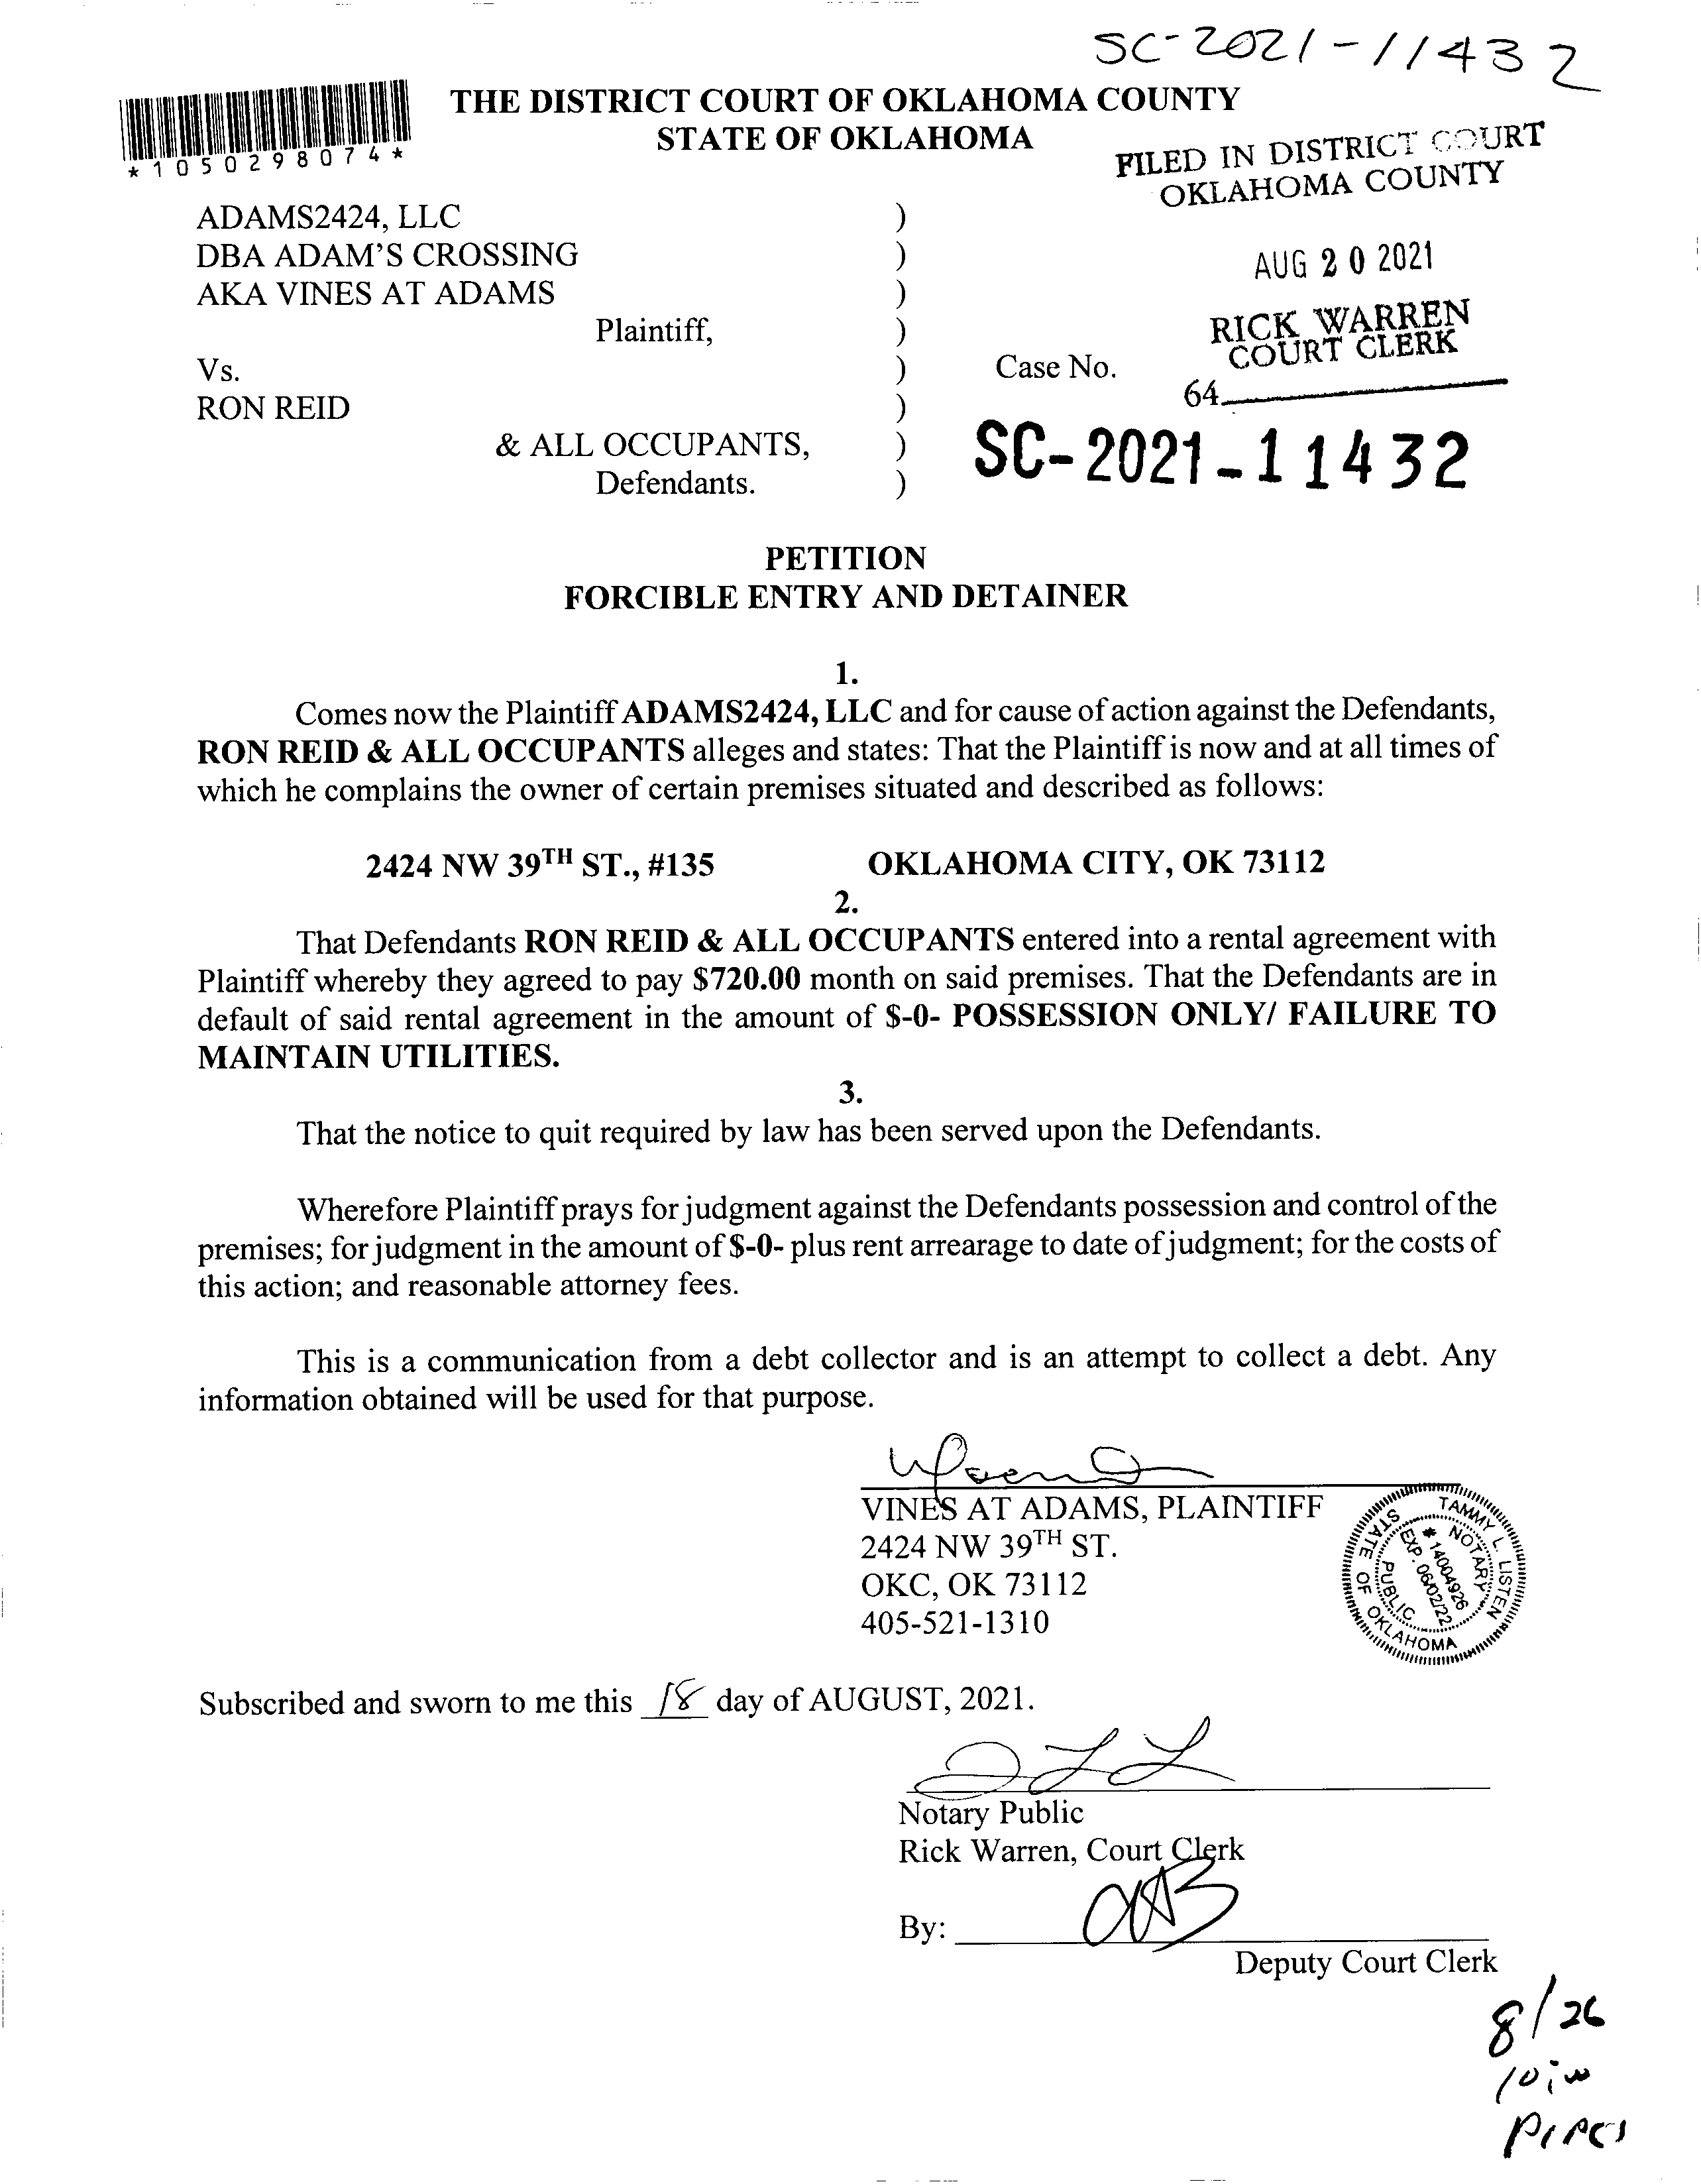 SC-2021-11432
*1050298074*
THE DISTRICT COURT OF OKLAHOMA COUNTY
STATE OF OKLAHOMA
FILED IN DISTRICT COURT
OKLAHOMA COUNTY
AUG 20 2021
RICK WARREN
COURT CLERK
64
ADAMS2424, LLC )
DBA ADAM'S CROSSING )
AKA VINES AT ADAMS )
Plaintiff, )
Vs. ) Case No.
RON REID )
& ALL OCCUPANTS, )
Defendants. )
SC-2021-11432
PETITION
FORCIBLE ENTRY AND DETAINER
1.
Comes now the Plaintiff ADAMS2424, LLC and for cause of action against the Defendants,
RON REID & ALL OCCUPANTS alleges and states: That the Plaintiff is now and at all times of
which he complains the owner of certain premises situated and described as follows:
2424 NW 39TH ST., #135 OKLAHOMA CITY, OK 73112
2.
That Defendants RON REID & ALL OCCUPANTS entered into a rental agreement with
Plaintiff whereby they agreed to pay $720.00 month on said premises. That the Defendants are in
default of said rental agreement in the amount of $-0- POSSESSION ONLY/ FAILURE TO
MAINTAIN UTILITIES.
3.
That the notice to quit required by law has been served upon the Defendants.
Wherefore Plaintiff prays for judgment against the Defendants possession and control of the
premises; for judgment in the amount of $-0- plus rent arrearage to date of judgment; for the costs of
this action; and reasonable attorney fees.
This is a communication from a debt collector and is an attempt to collect a debt. Any
information obtained will be used for that purpose.
VINES AT ADAMS, PLAINTIFF
2424 NW 39TH ST.
OKC, OK 73112
405-521-1310
TAMMY L. LISTEN
NOTARY
# 14004926
EXP. 06/02/22
PUBLIC
STATE OF OKLAHOMA
Subscribed and sworn to me this 18 day of AUGUST, 2021.
Notary Public
Rick Warren, Court Clerk
By:
Deputy Court Clerk
8/26